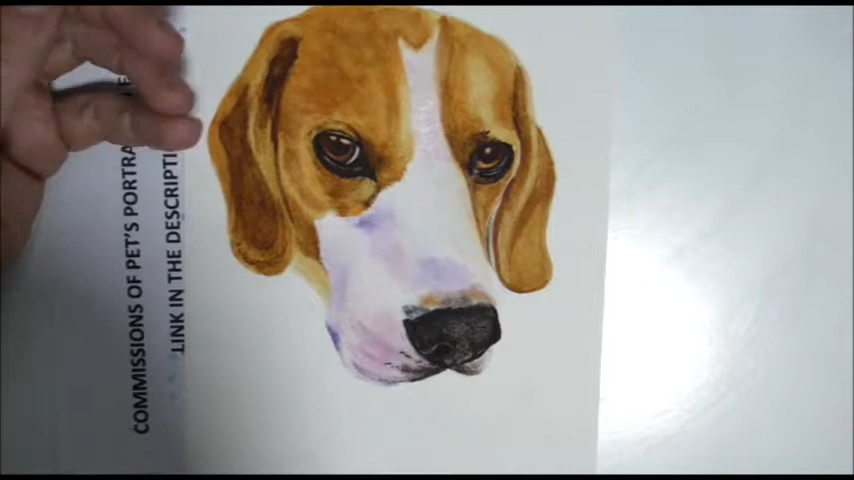 COMMISSIONS OF PET'S PORTRA
LINK IN THE DESCRIPTI